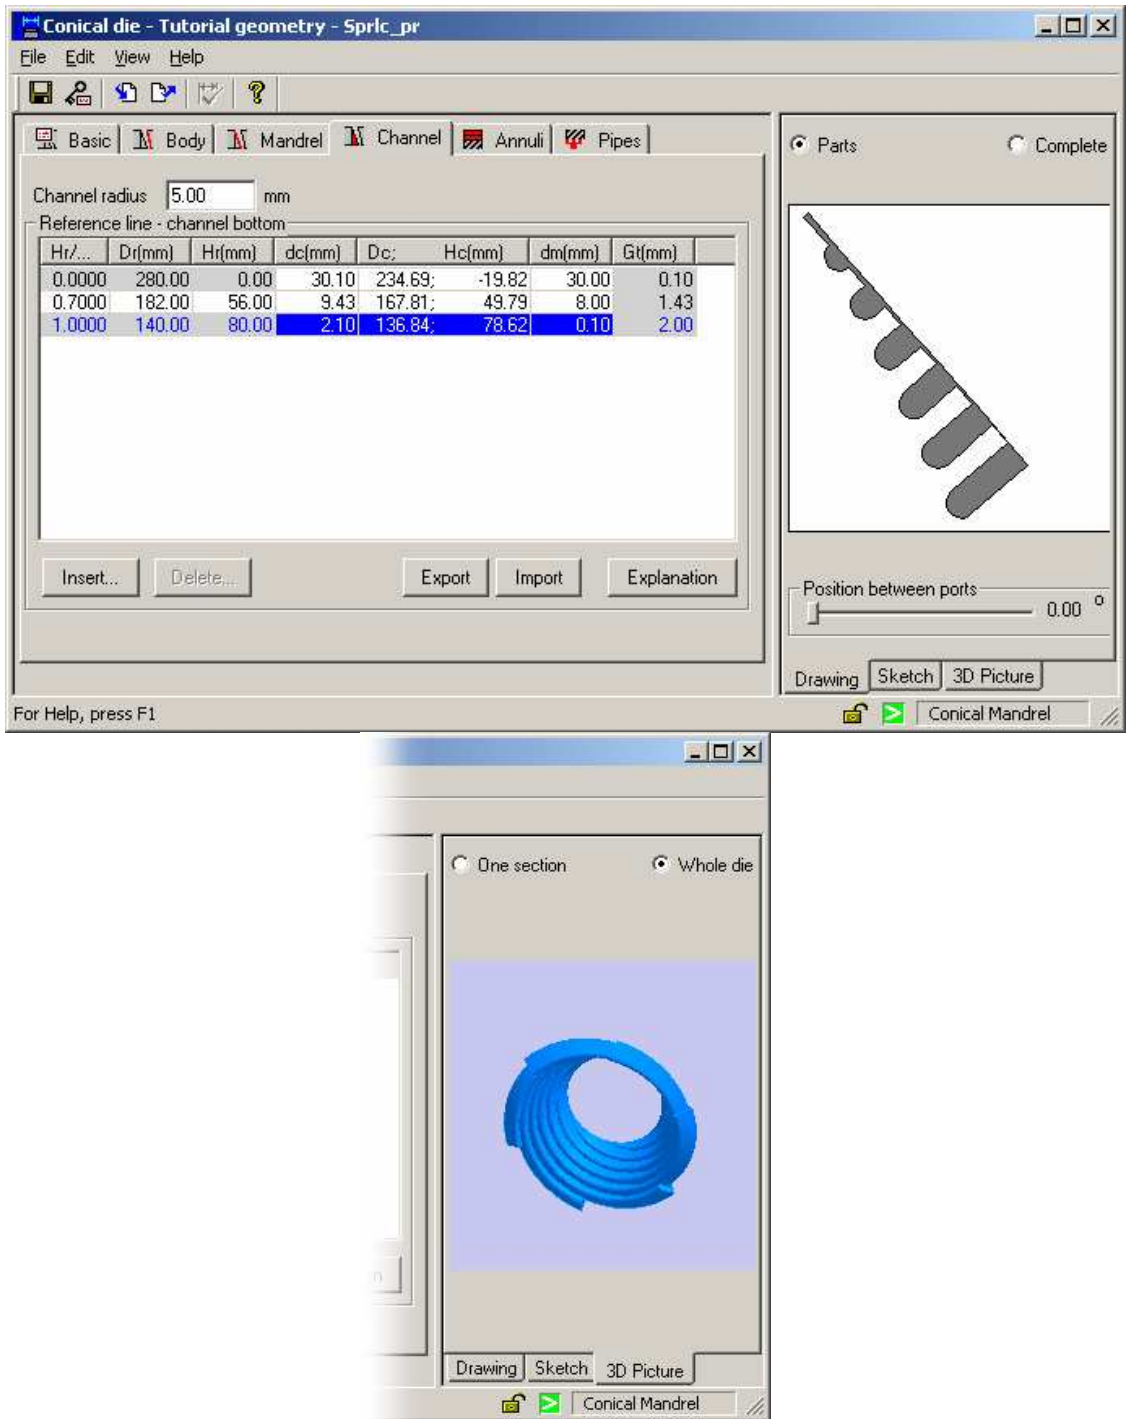 Conical die - Tutorial geometry - Sprlc_pr
File Edit View Help
Basic Body Mandrel Channel Annuli Pipes
Channel radius 5.00 mm
Reference line - channel bottom
Hr/... Dr(mm) Hr(mm) dc(mm) Dc; Hc(mm) dm(mm) Gt(mm)
0.0000 280.00 0.00 30.10 234.69; -19.82 30.00 0.10
0.7000 182.00 56.00 9.43 167.81; 49.79 8.00 1.43
1.0000 140.00 80.00 2.10 136.84; 78.62 0.10 2.00
Insert... Delete... Export Import Explanation
Parts Complete
Position between ports
0.00 °
Drawing Sketch 3D Picture
For Help, press F1
Conical Mandrel
One section Whole die
n
Drawing Sketch 3D Picture
Conical Mandrel